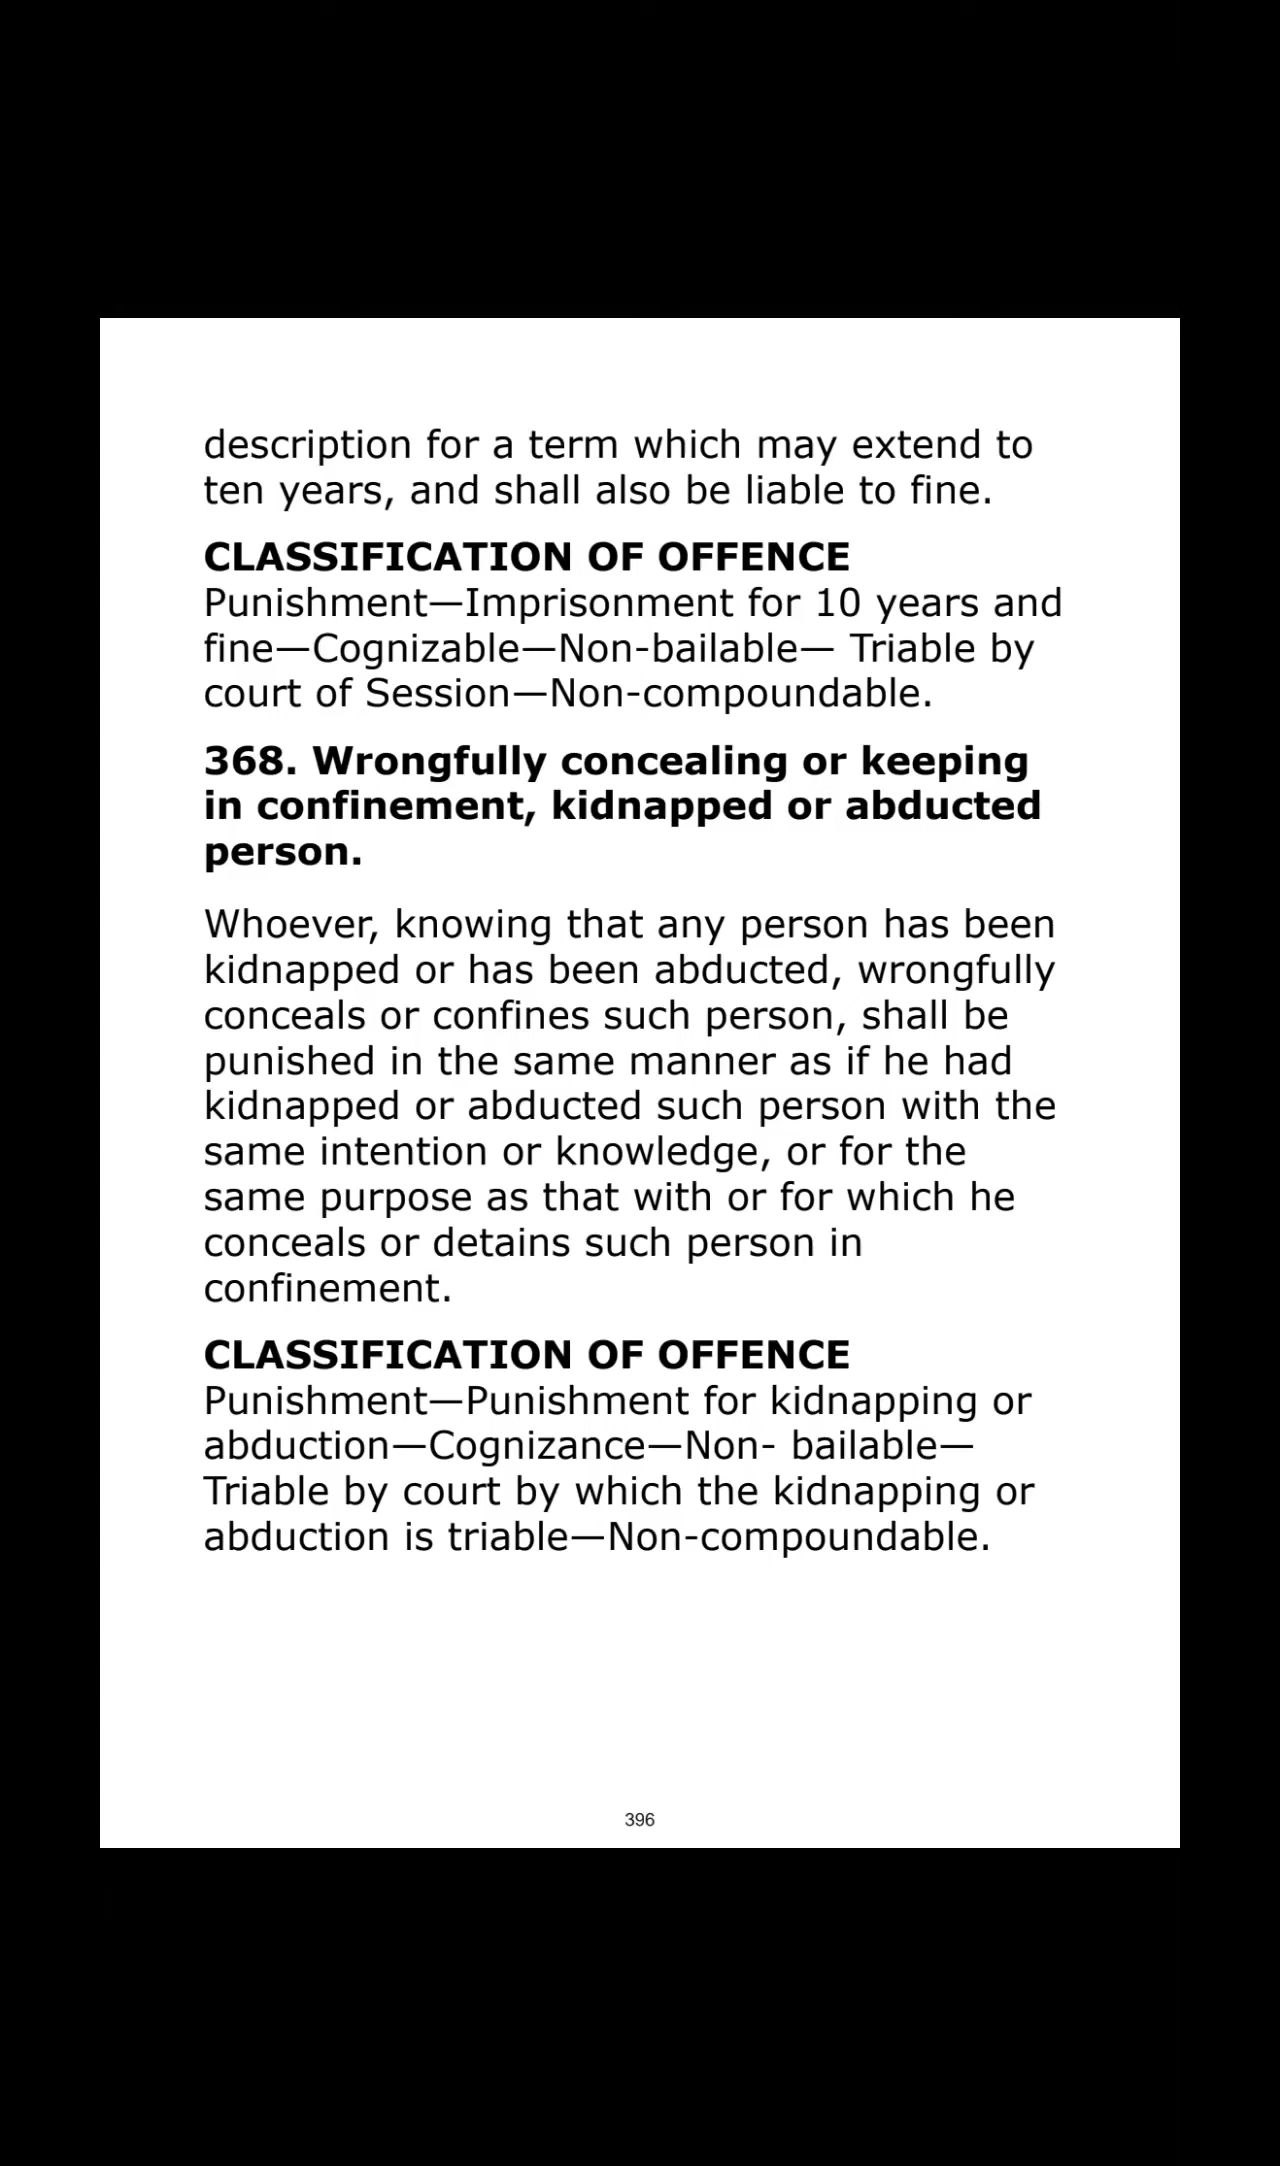 description for a term which may extend to
ten years, and shall also be liable to fine.
CLASSIFICATION OF OFFENCE
Punishment—Imprisonment for 10 years and
fine—Cognizable—Non-bailable— Triable by
court of Session—Non-compoundable.
368. Wrongfully concealing or keeping
in confinement, kidnapped or abducted
person.
Whoever, knowing that any person has been
kidnapped or has been abducted, wrongfully
conceals or confines such person, shall be
punished in the same manner as if he had
kidnapped or abducted such person with the
same intention or knowledge, or for the
same purpose as that with or for which he
conceals or detains such person in
confinement.
CLASSIFICATION OF OFFENCE
Punishment—Punishment for kidnapping or
abduction—Cognizance—Non- bailable—
Triable by court by which the kidnapping or
abduction is triable—Non-compoundable.
396